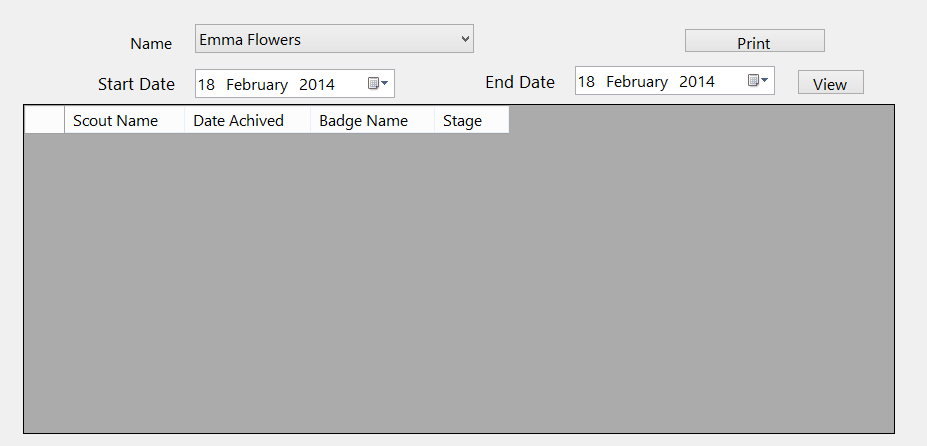 Name Emma Flowers Print
Start Date 18 February 2014 End Date 18 February 2014 View
Scout Name Date Achived Badge Name Stage